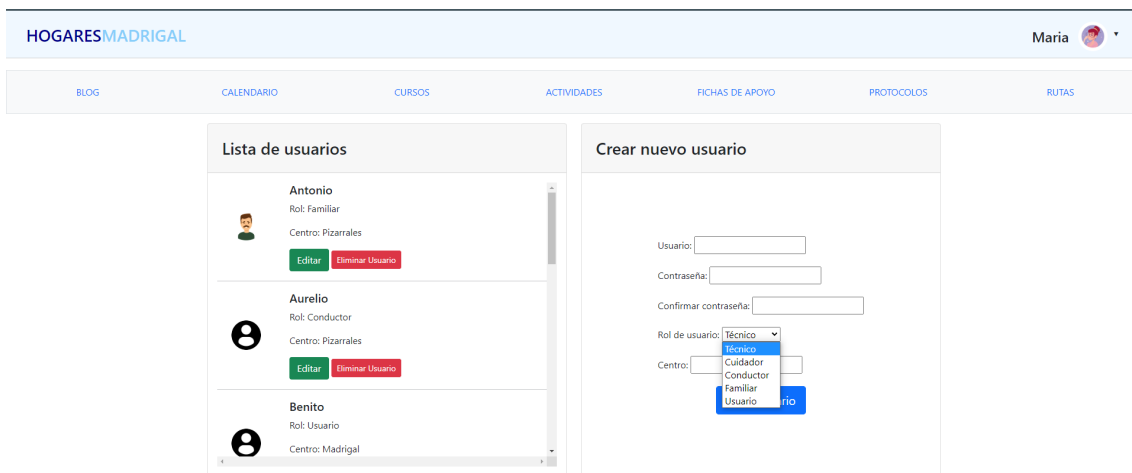 HOGARESMADRIGAL
Maria
BLOG
CALENDARIO
CURSOS
ACTIVIDADES
FICHAS DE APOYO
PROTOCOLOS
RUTAS
Lista de usuarios
Antonio
Rol: Familiar
Centro: Pizarrales
Editar
Eliminar Usuario
Aurelio
Rol: Conductor
Centro: Pizarrales
Editar
Eliminar Usuario
Benito
Rol: Usuario
Centro: Madrigal
Crear nuevo usuario
Usuario:
Contraseña:
Confirmar contraseña:
Rol de usuario: Técnico
Técnico
Cuidador
Conductor
Familiar
Usuario
Centro: